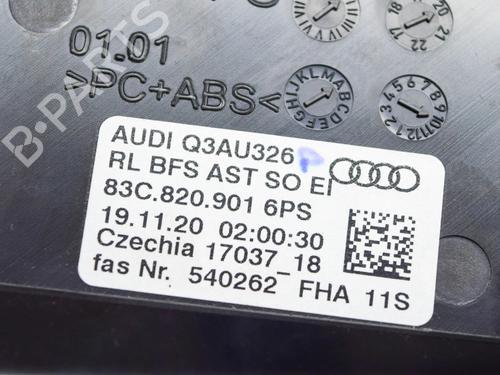 01.01
>PC+ABS<
B-PARTS
AUDI Q3AU326
RL BFS AST SO EI
83C.820.901 6PS
19.11.20 02:00:30
Czechia 17037_18
fas Nr. 540262 FHA 11S